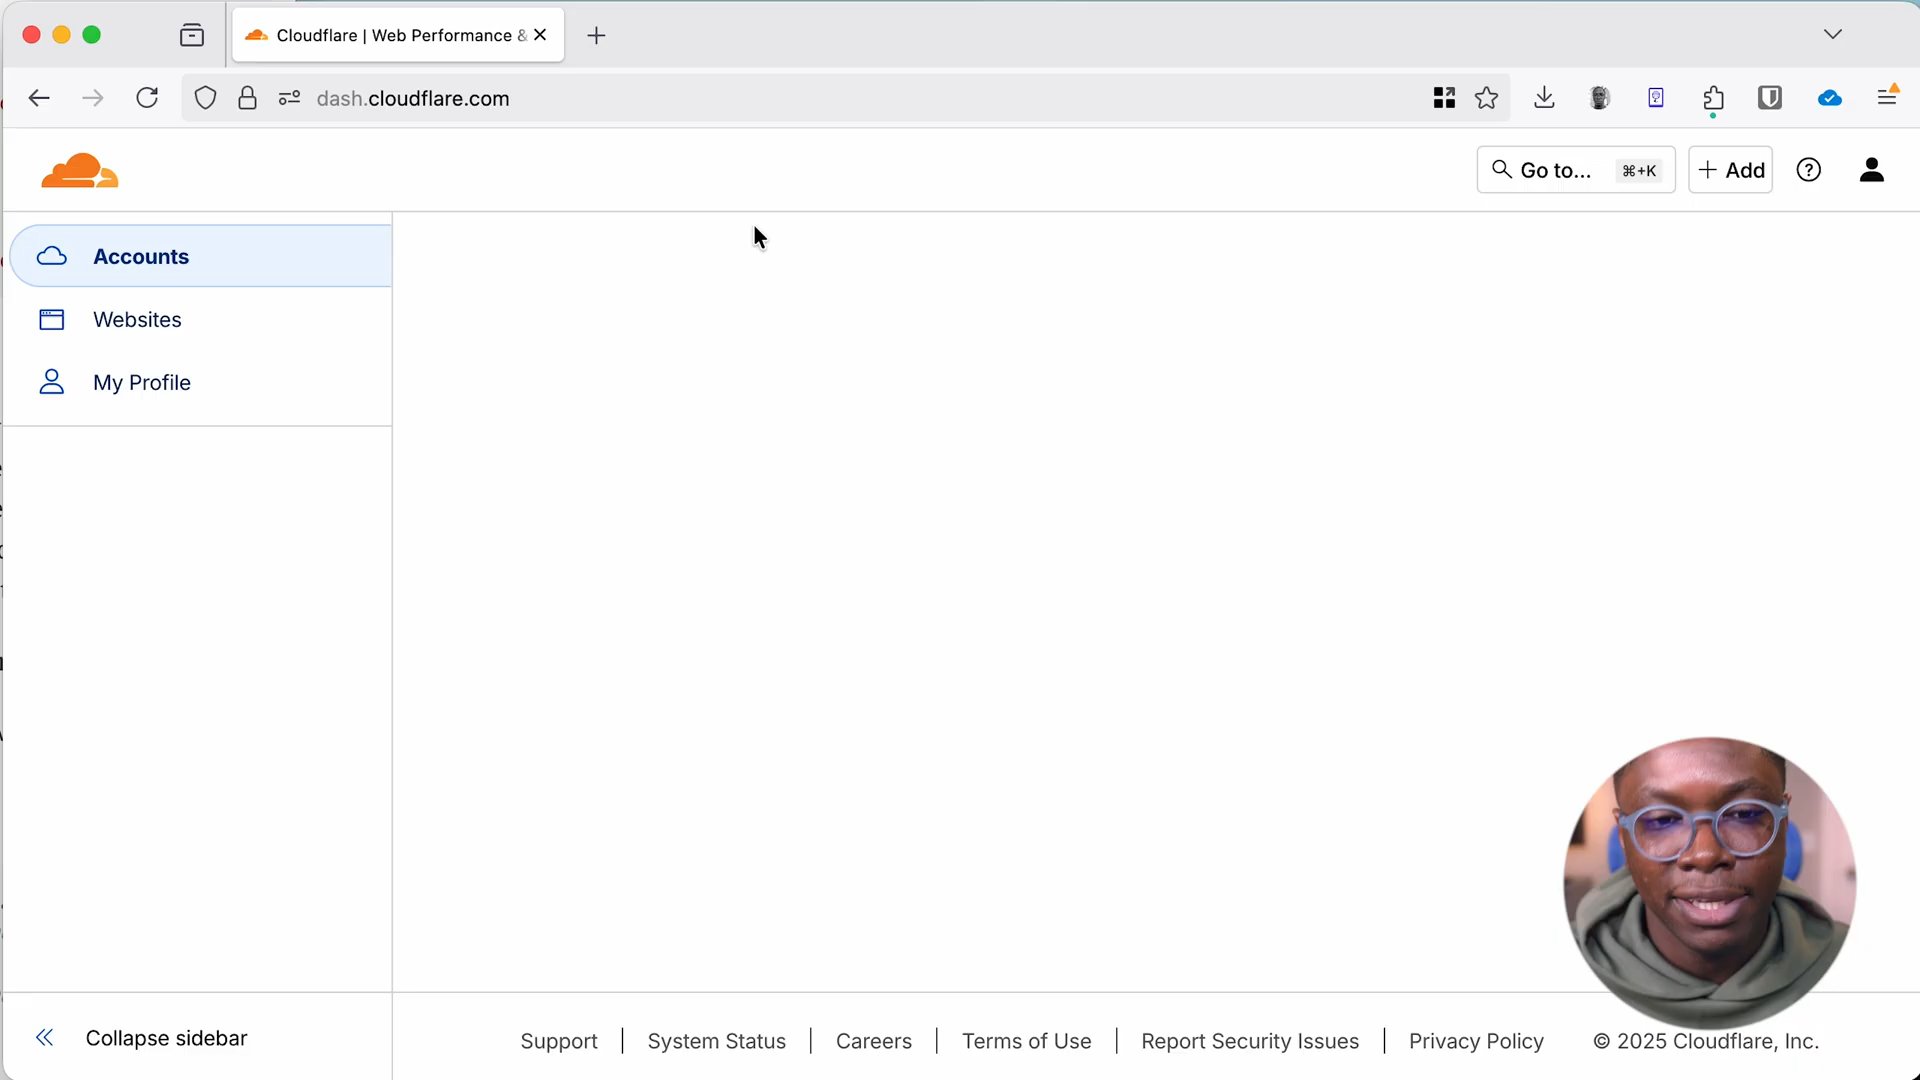 Cloudflare | Web Performance &
dash.cloudflare.com
Go to... ⌘+K
Add
Accounts
Websites
My Profile
Collapse sidebar
Support | System Status | Careers | Terms of Use | Report Security Issues | Privacy Policy © 2025 Cloudflare, Inc.